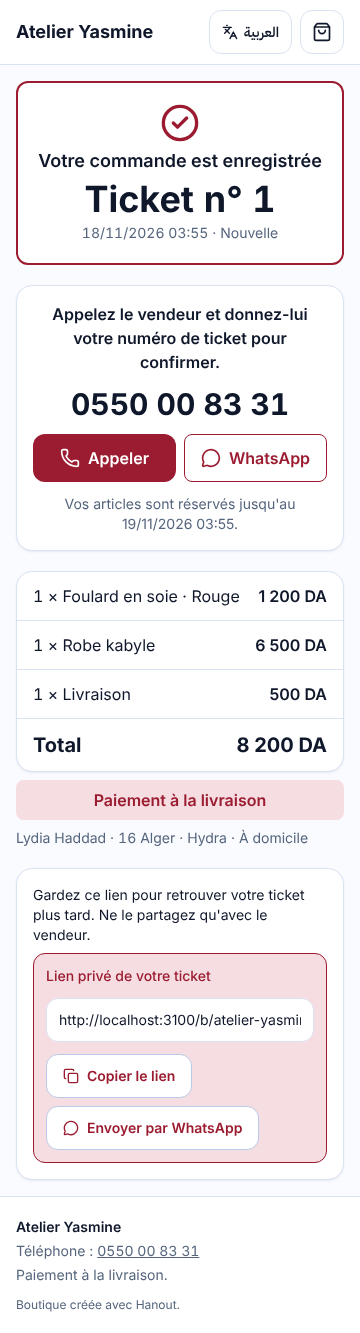 Atelier Yasmine
العربية
Votre commande est enregistrée
Ticket n° 1
18/11/2026 03:55 · Nouvelle
Appelez le vendeur et donnez-lui
votre numéro de ticket pour
confirmer.
0550 00 83 31
Appeler
WhatsApp
Vos articles sont réservés jusqu'au
19/11/2026 03:55.
1 × Foulard en soie · Rouge 1 200 DA
1 × Robe kabyle 6 500 DA
1 × Livraison 500 DA
Total 8 200 DA
Paiement à la livraison
Lydia Haddad · 16 Alger · Hydra · À domicile
Gardez ce lien pour retrouver votre ticket
plus tard. Ne le partagez qu'avec le
vendeur.
Lien privé de votre ticket
http://localhost:3100/b/atelier-yasmi
Copier le lien
Envoyer par WhatsApp
Atelier Yasmine
Téléphone : 0550 00 83 31
Paiement à la livraison.
Boutique créée avec Hanout.